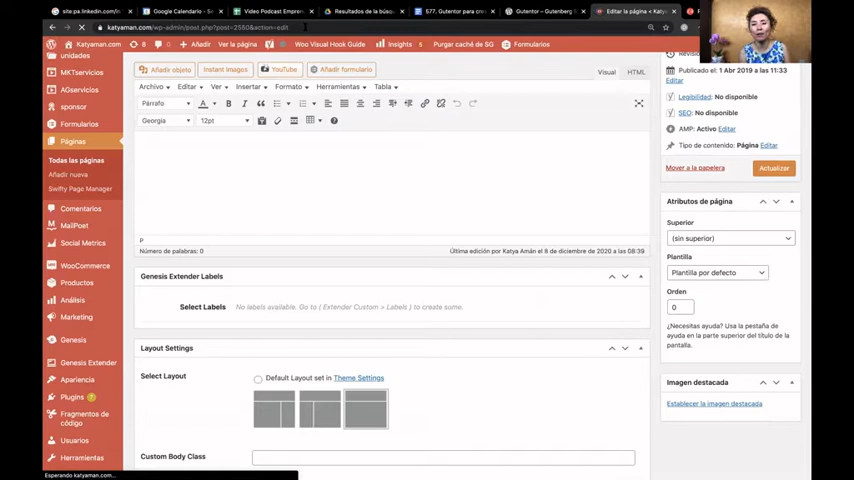 site:pa.linkedin.com/in
Google Calendario - S
Video Podcast Empren
Resultados de la búsq
577. Gutentor para cre
Gutentor – Gutenberg B
Editar la página < Katya
katyaman.com/wp-admin/post.php?post=2550&action=edit
Katyaman.com
8
0
Añadir
Ver la página
Woo Visual Hook Guide
Insights
5
Purgar caché de SG
Formularios
unidades
MKTservicios
AGservicios
sponsor
Formularios
Páginas
Todas las páginas
Añadir nueva
Swifty Page Manager
Comentarios
MailPoet
Social Metrics
WooCommerce
Productos
Análisis
Marketing
Genesis
Genesis Extender
Apariencia
Plugins 7
Fragmentos de
código
Usuarios
Herramientas
Esperando katyaman.com...
Añadir objeto
Instant Images
YouTube
Añadir formulario
Visual
HTML
Archivo
Editar
Ver
Insertar
Formato
Herramientas
Tabla
Párrafo
Georgia
12pt
P
Número de palabras: 0
Última edición por Katya Amán el 8 de diciembre de 2020 a las 08:39
Genesis Extender Labels
Select Labels
No labels available. Go to ( Extender Custom > Labels ) to create some.
Layout Settings
Select Layout
Default Layout set in Theme Settings
Custom Body Class
Publicado el: 1 Abr 2019 a las 11:33
Editar
Legibilidad: No disponible
SEO: No disponible
AMP: Activo Editar
Tipo de contenido: Página Editar
Mover a la papelera
Actualizar
Atributos de página
Superior
(sin superior)
Plantilla
Plantilla por defecto
Orden
0
¿Necesitas ayuda? Usa la pestaña de
ayuda en la parte superior del título de la
pantalla.
Imagen destacada
Establecer la imagen destacada